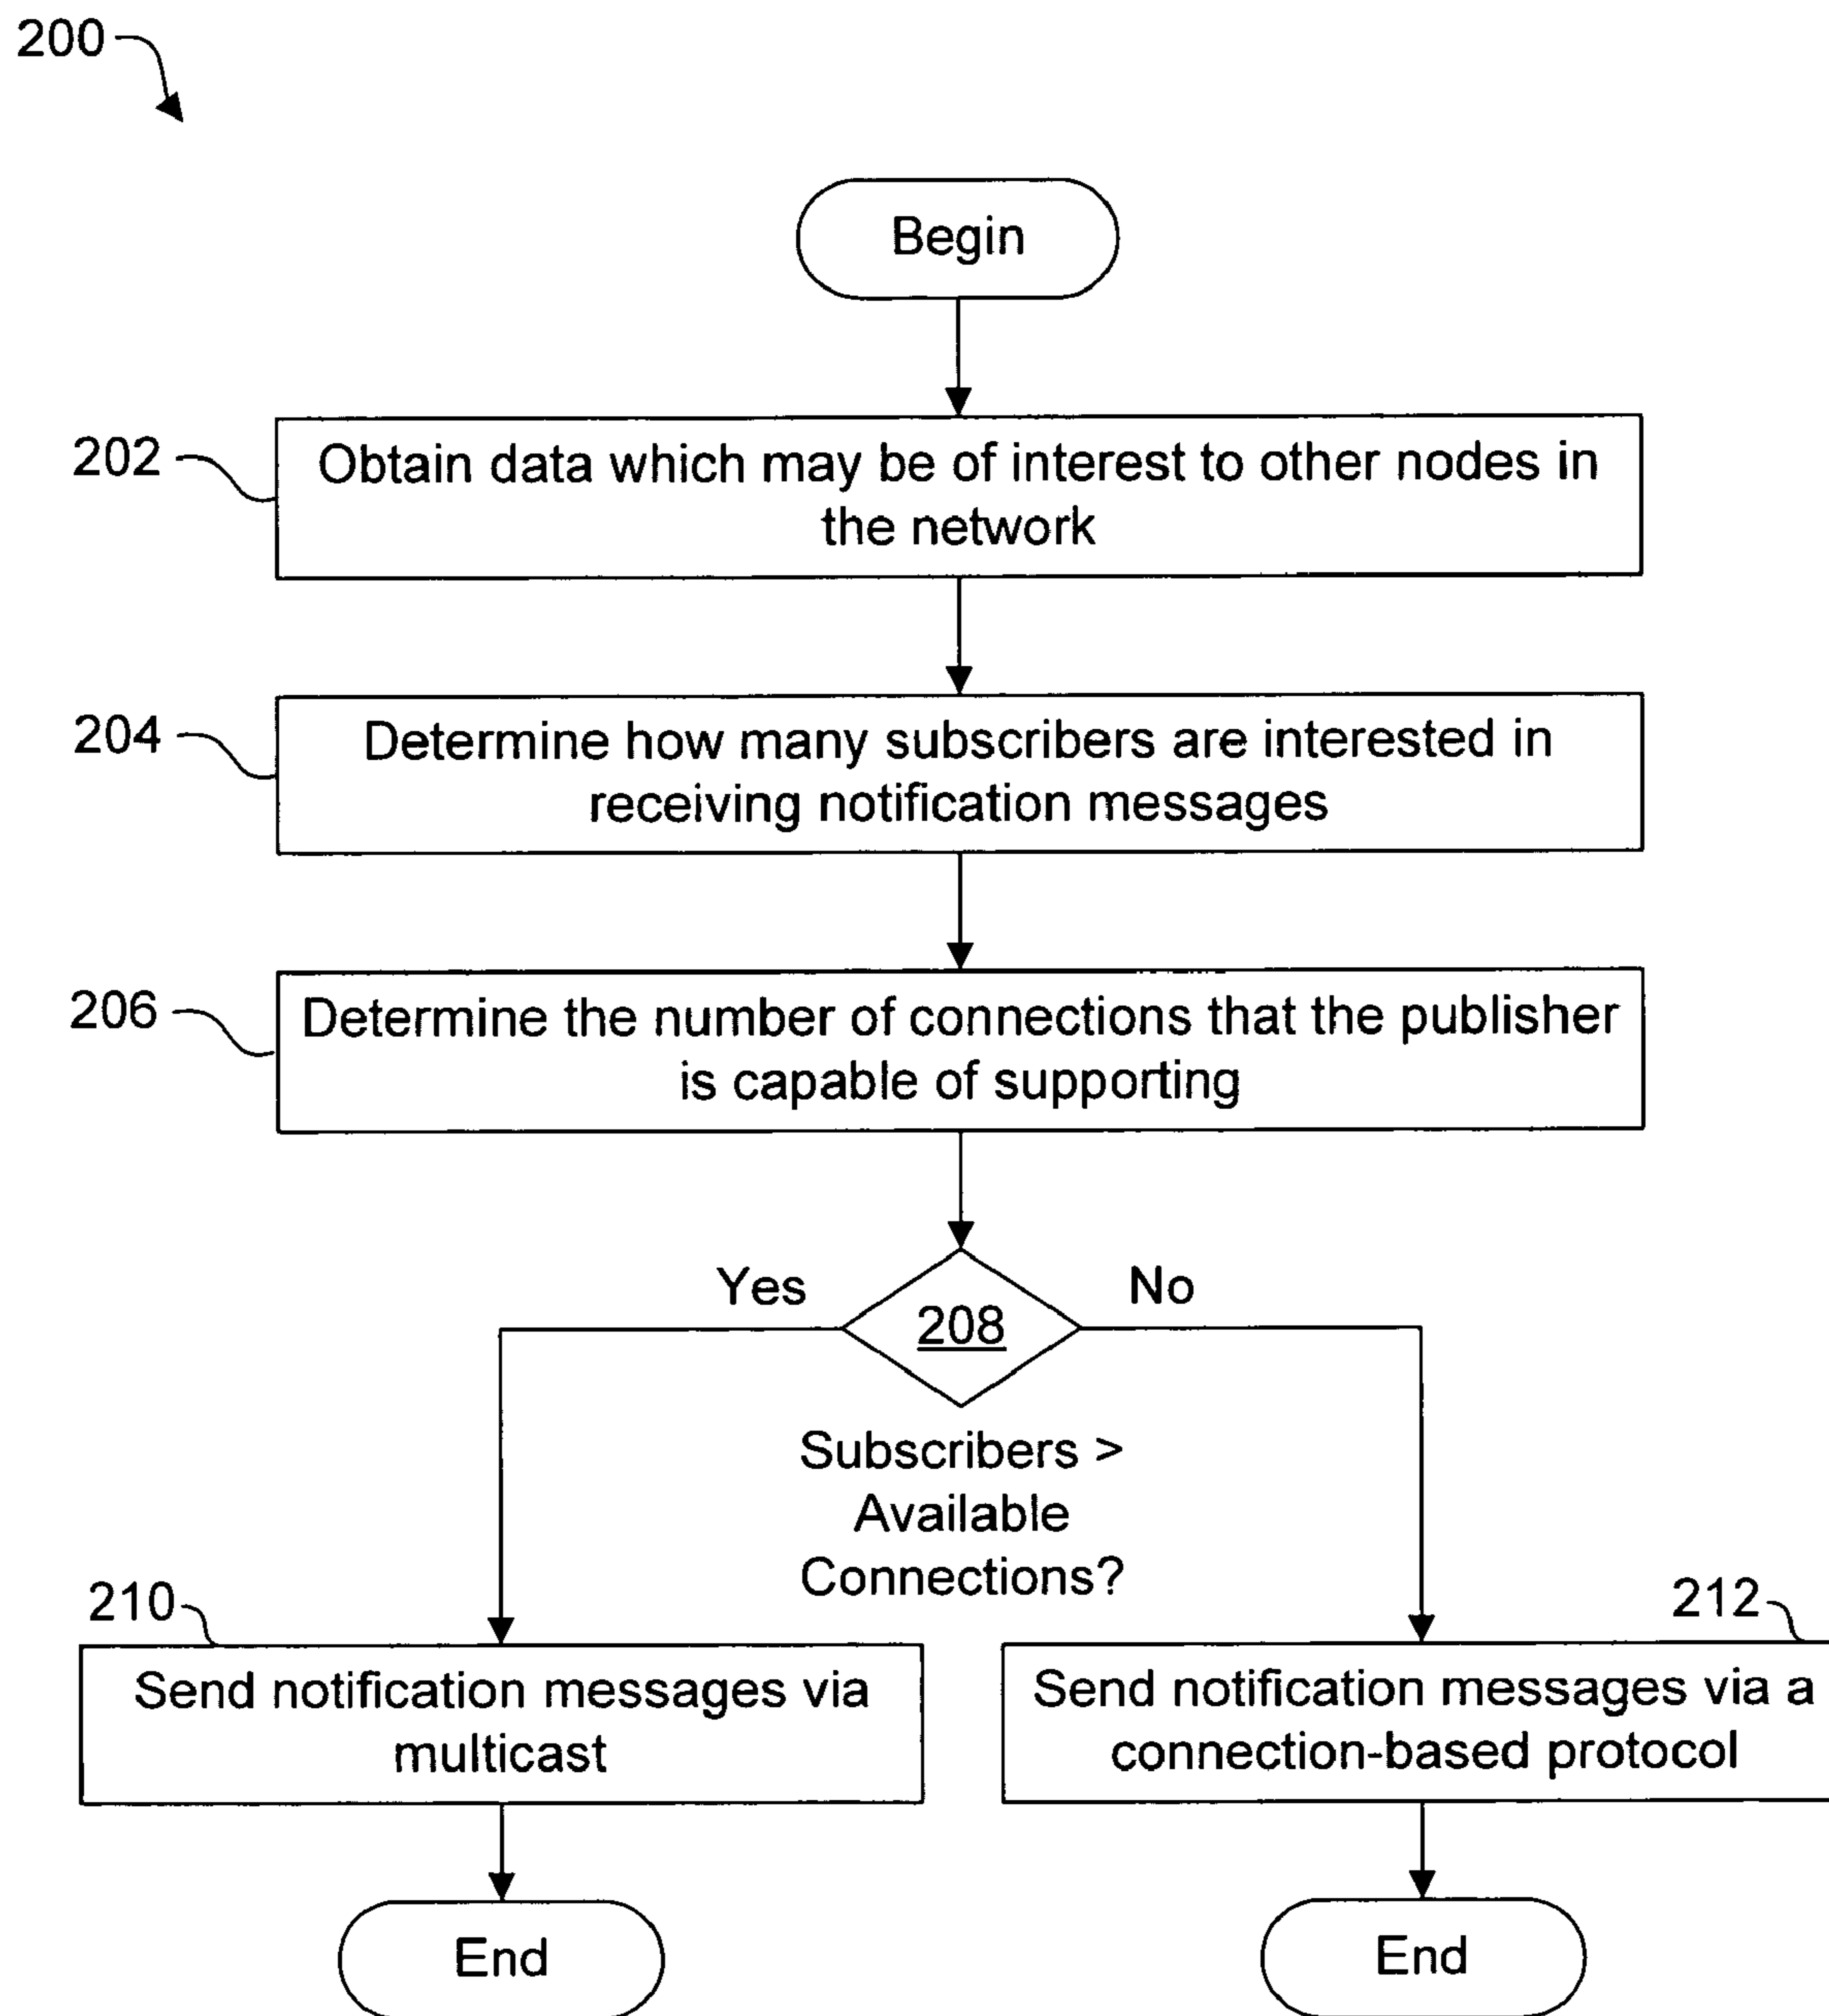 200
Begin
202
Obtain data which may be of interest to other nodes in
the network
204
Determine how many subscribers are interested in
receiving notification messages
206
Determine the number of connections that the publisher
is capable of supporting
Yes
208
No
Subscribers >
Available
Connections?
210
Send notification messages via
multicast
212
Send notification messages via a
connection-based protocol
End
End